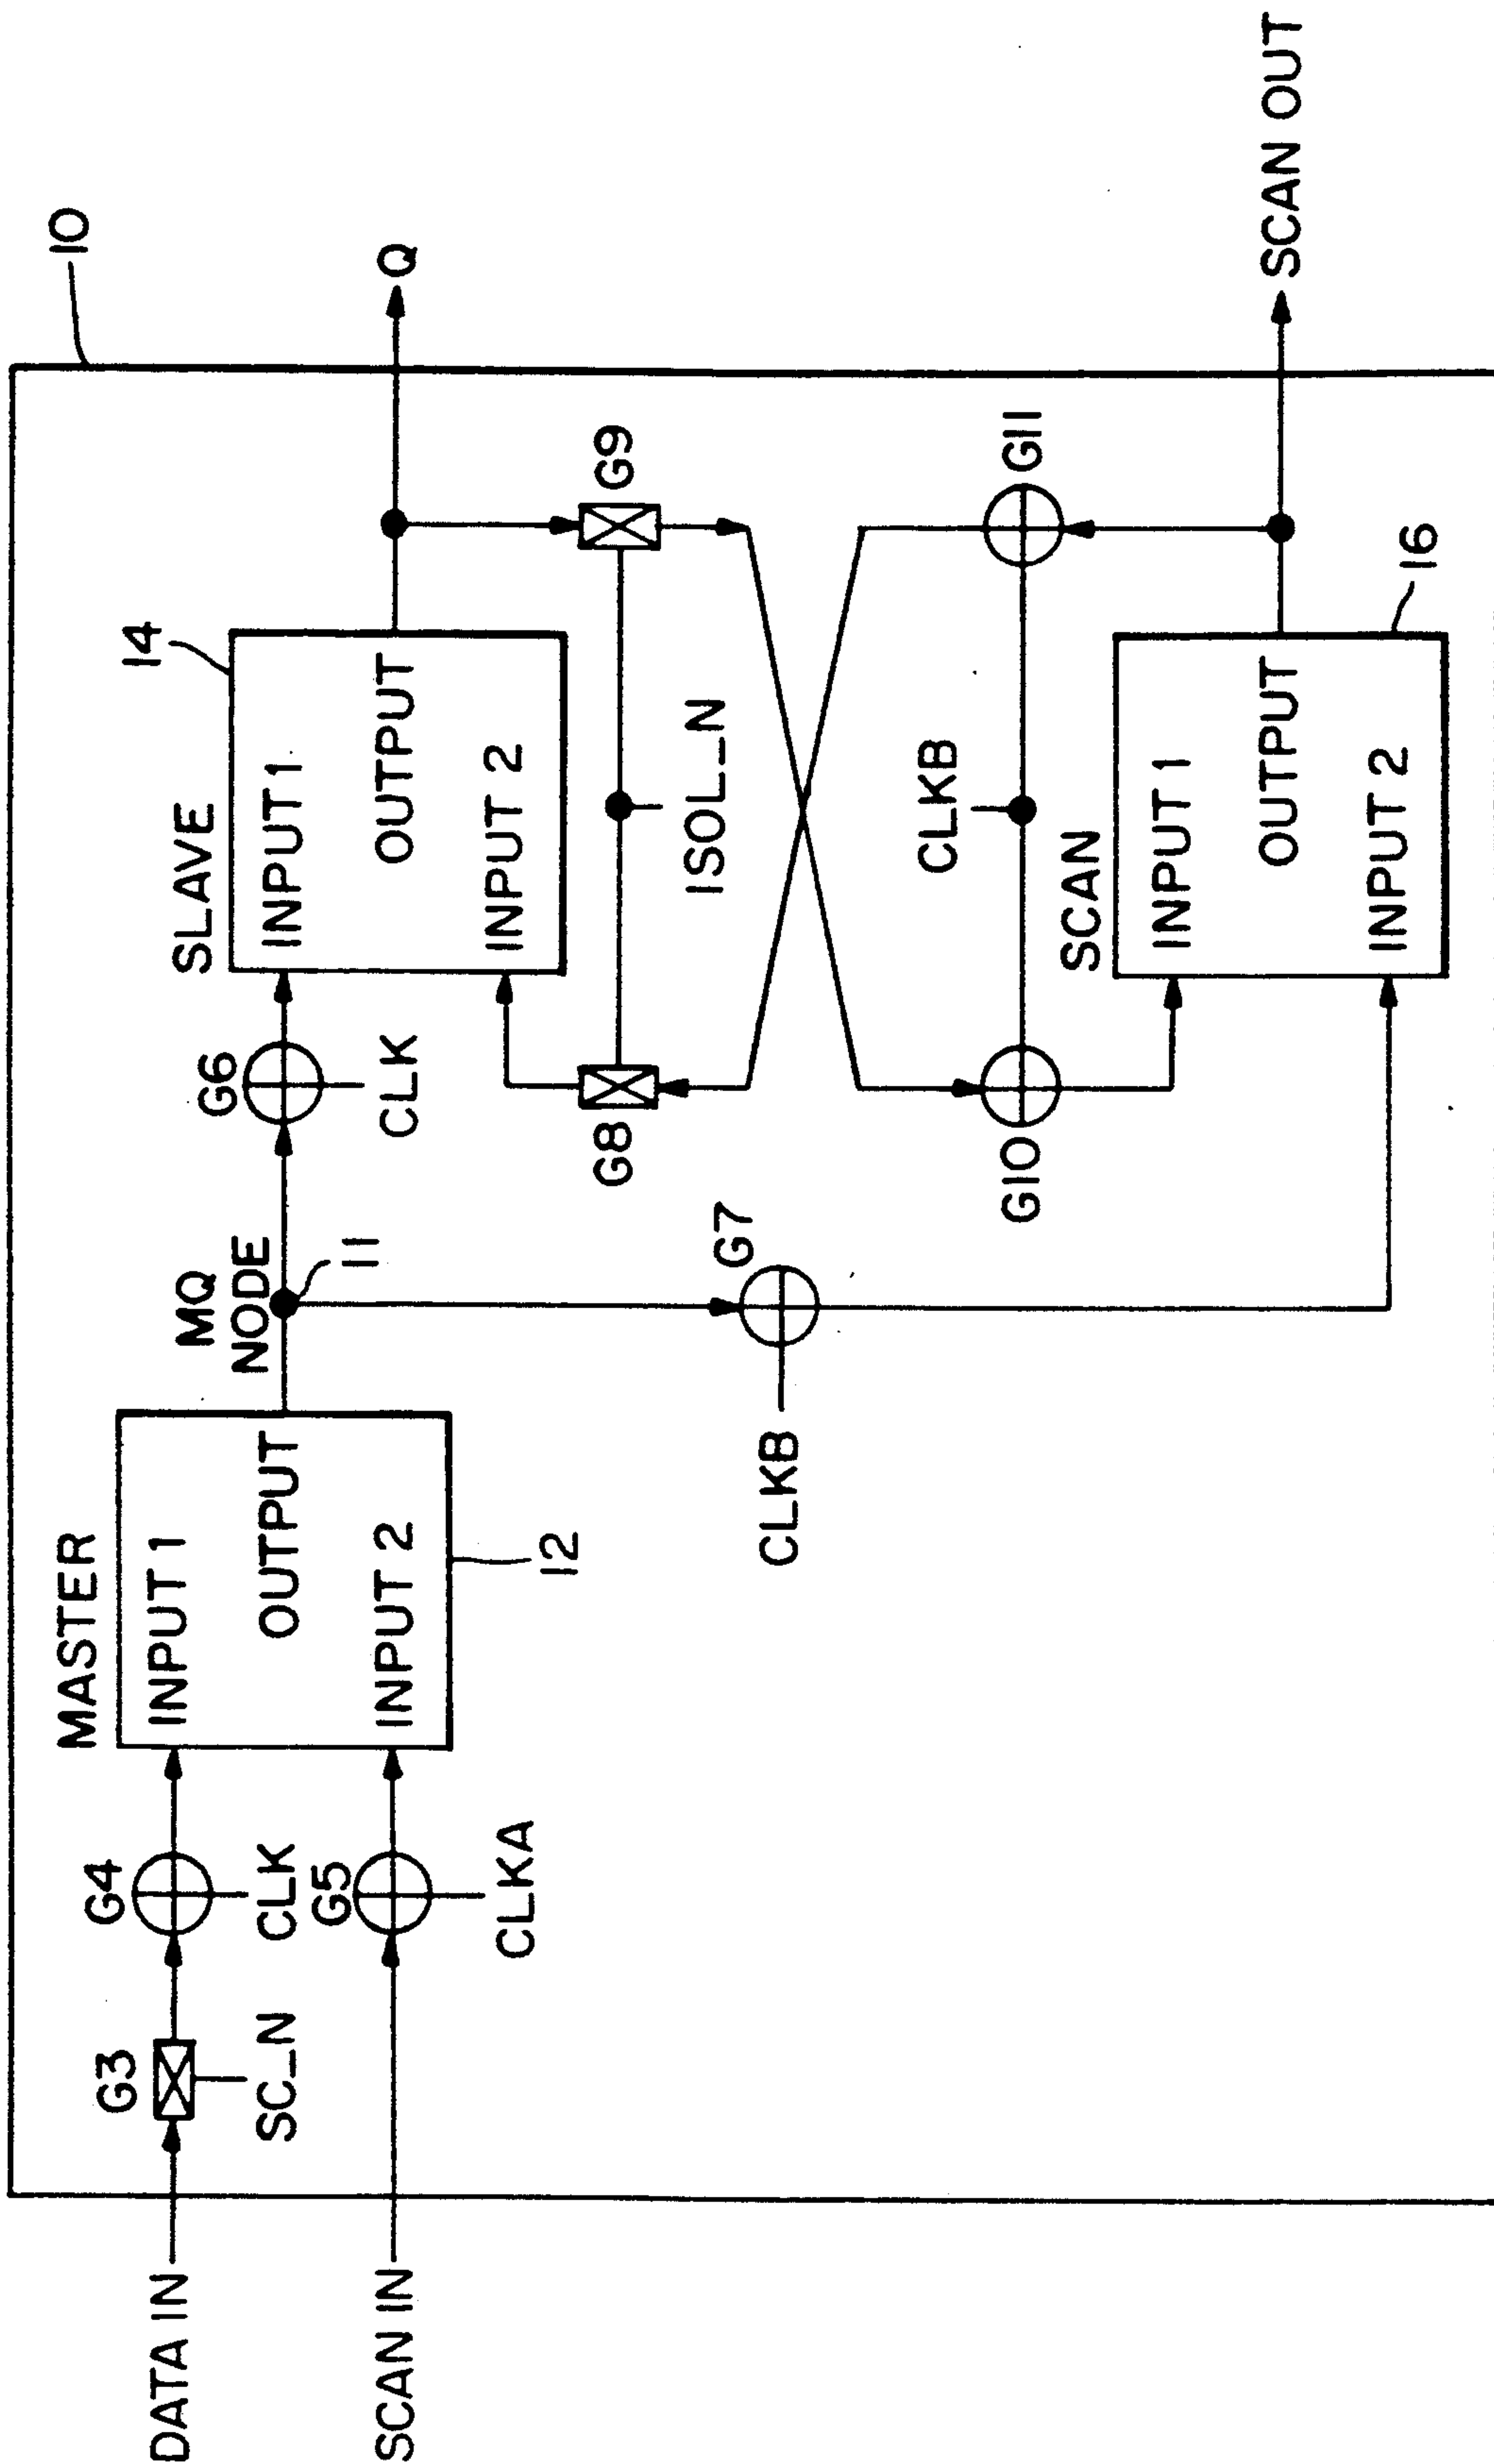 10
DATA IN
G3
SC_N
G4
CLK
SCAN IN
G5
CLKA
MASTER
INPUT 1
OUTPUT
INPUT 2
12
MQ
NODE
11
G6
CLK
SLAVE
14
INPUT 1
OUTPUT
INPUT 2
Q
G7
CLKB
G8
ISOL_N
G9
G10
CLKB
G11
SCAN
INPUT 1
OUTPUT
INPUT 2
16
SCAN OUT